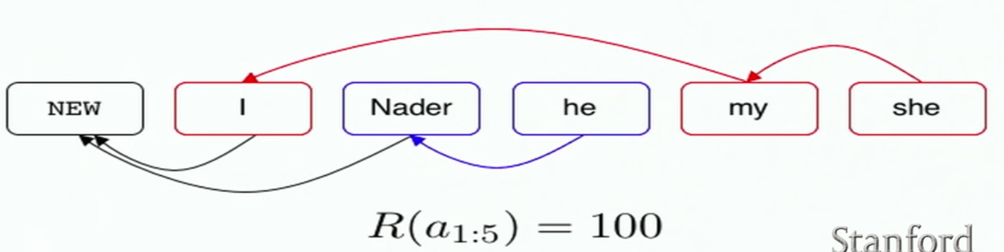 NEW I Nader he my she
R(a1:5) = 100
Stanford